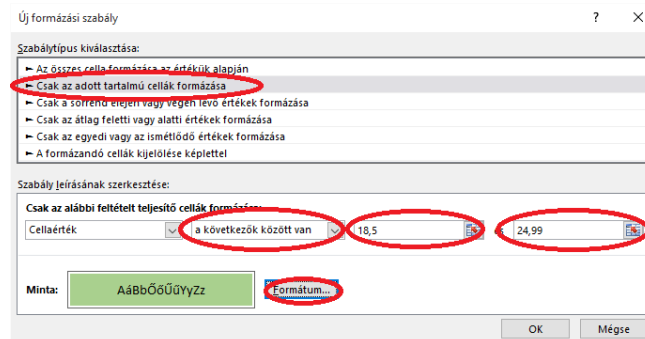 Új formázási szabály ? ×
Szabálytípus kiválasztása:
► Az összes cella formázása az értékük alapján
► Csak az adott tartalmú cellák formázása
► Csak a sorrend elején vagy végén lévő értékek formázása
► Csak az átlag feletti vagy alatti értékek formázása
► Csak az egyedi vagy az ismétlődő értékek formázása
► A formázandó cellák kijelölése képlettel
Szabály leírásának szerkesztése:
Csak az alábbi feltételt teljesítő cellák formázása:
Cellaérték a következők között van 18,5 és 24,99
Minta: AáBbŐőŰűYyZz Formátum...
OK Mégse